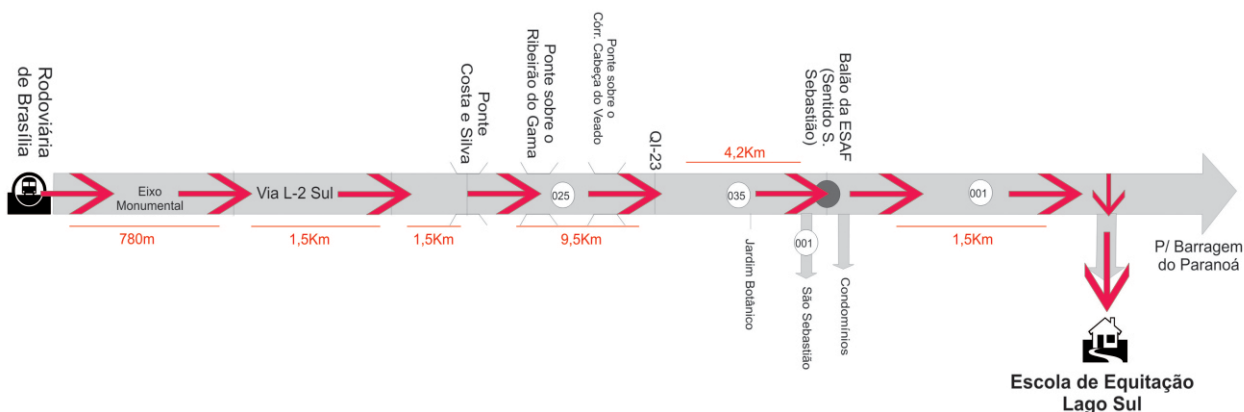 Rodoviária
de Brasília
Eixo
Monumental
780m
Via L-2 Sul
1,5Km
1,5Km
Ponte
Costa e Silva
Ponte sobre o
Ribeirão do Gama
025
9,5Km
Ponte sobre o
Córr. Cabeça do Veado
QI-23
4,2Km
035
Jardim Botânico
Balão da ESAF
(Sentido S.
Sebastião)
001
São Sebastião
Condomínios
001
1,5Km
P/ Barragem
do Paranoá
Escola de Equitação
Lago Sul